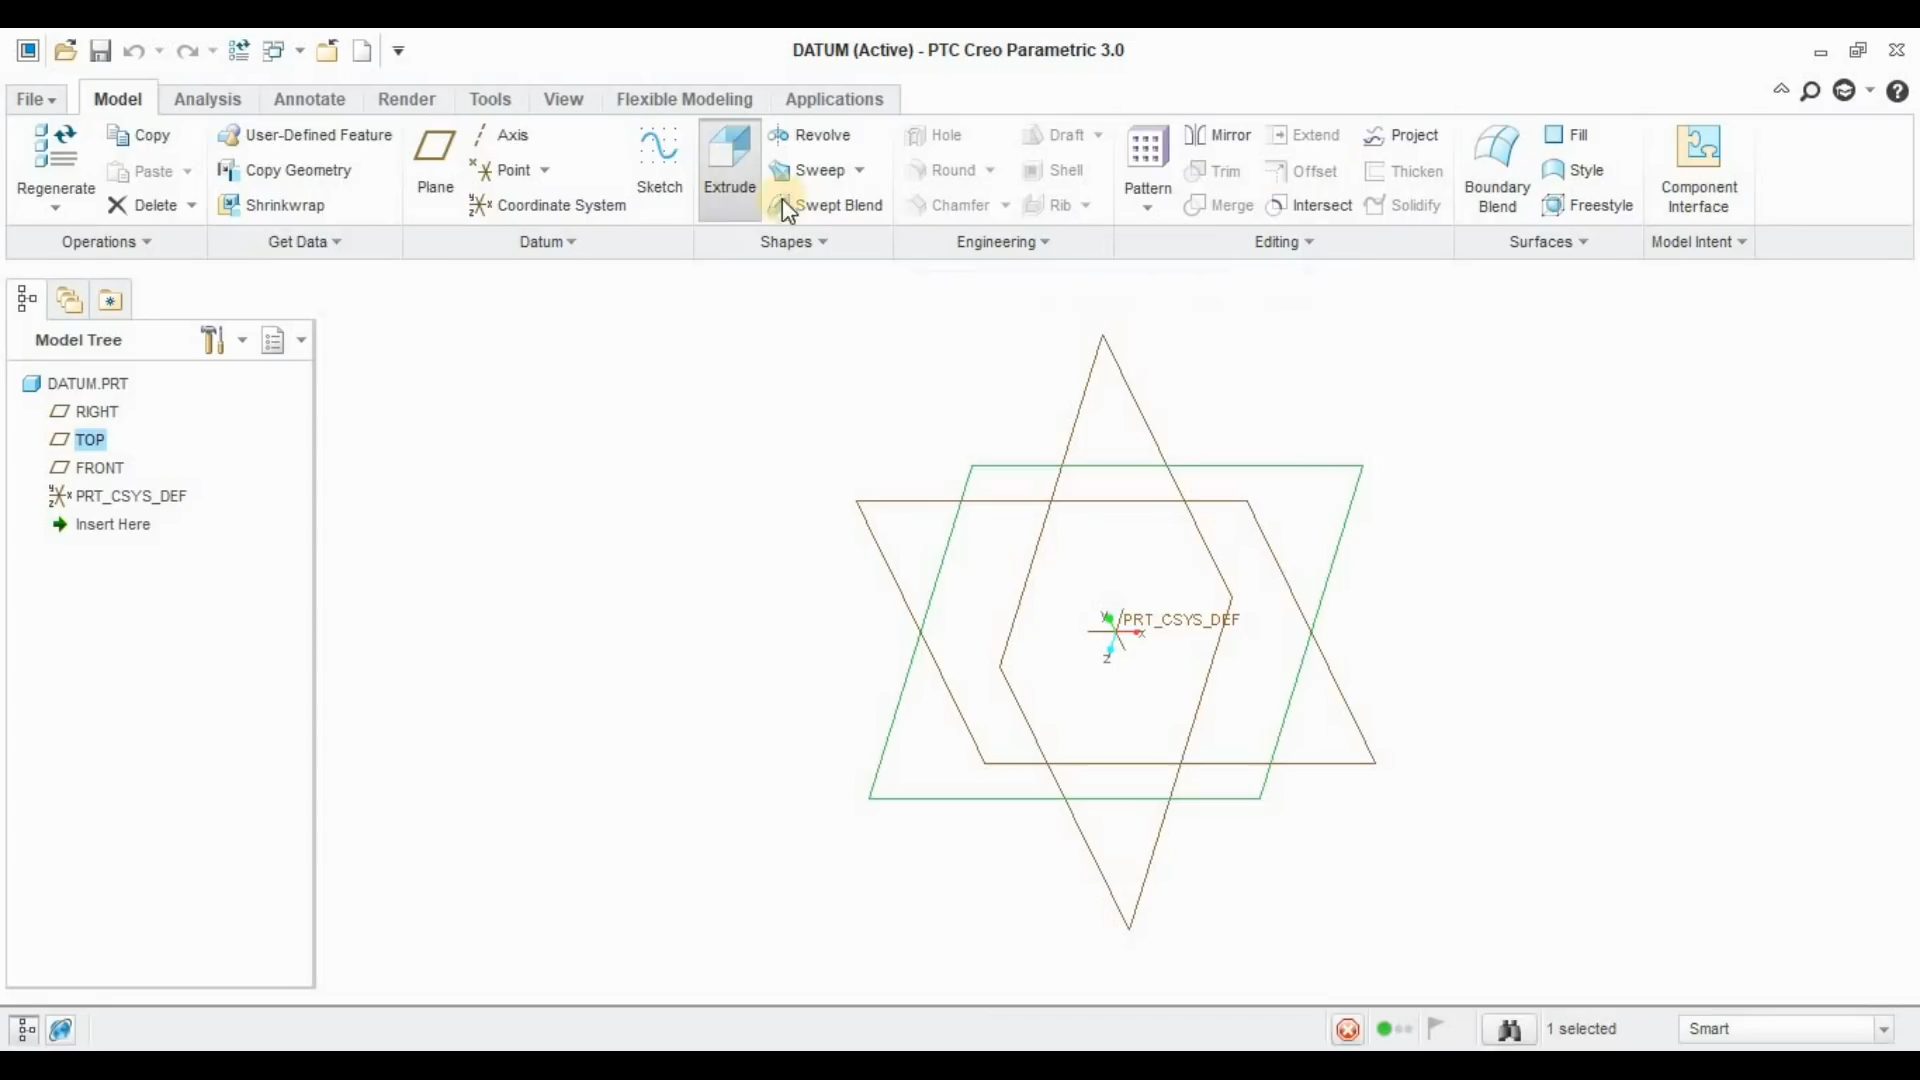 DATUM (Active) - PTC Creo Parametric 3.0
File Model Analysis Annotate Render Tools View Flexible Modeling Applications
Regenerate
Copy
Paste
Delete
Operations
User-Defined Feature
Copy Geometry
Shrinkwrap
Get Data
Plane
Axis
Point
Coordinate System
Sketch
Datum
Extrude
Revolve
Sweep
Swept Blend
Shapes
Hole
Round
Chamfer
Draft
Shell
Rib
Engineering
Pattern
Mirror
Trim
Merge
Extend
Offset
Intersect
Project
Thicken
Solidify
Editing
Boundary
Blend
Fill
Style
Freestyle
Surfaces
Component
Interface
Model Intent
Model Tree
DATUM.PRT
RIGHT
TOP
FRONT
PRT_CSYS_DEF
Insert Here
Y
PRT_CSYS_DEF
X
Z
1 selected
Smart